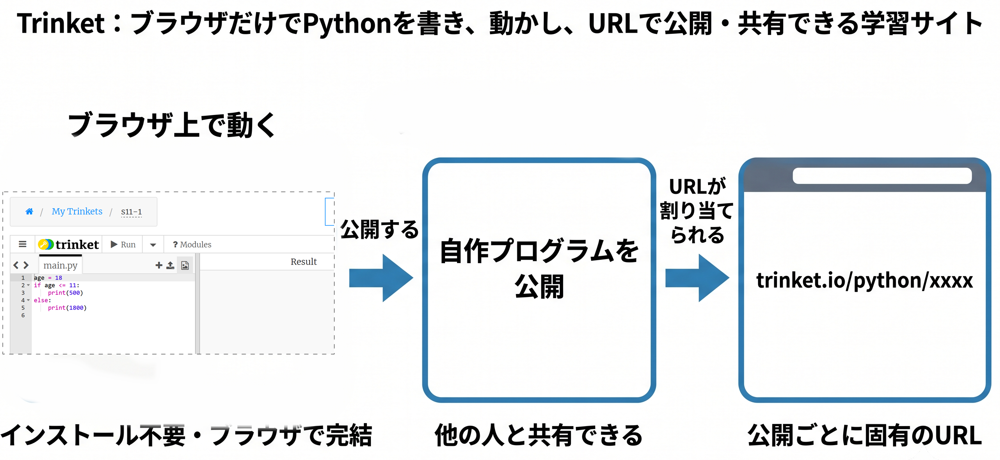 Trinket：ブラウザだけでPythonを書き、動かし、URLで公開・共有できる学習サイト
ブラウザ上で動く
/ My Trinkets / s11-1
trinket Run ? Modules
main.py
Result
1 age = 18
2 if age <= 11:
3 print(500)
4 else:
5 print(1800)
6
インストール不要・ブラウザで完結
公開する
自作プログラムを
公開
他の人と共有できる
URLが
割り当て
られる
trinket.io/python/xxxx
公開ごとに固有のURL